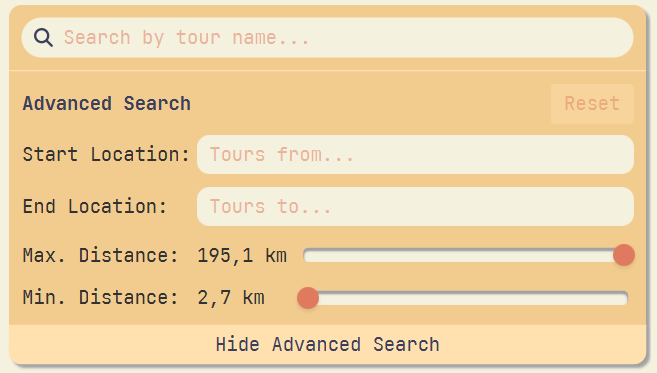 Search by tour name...
Advanced Search Reset
Start Location: Tours from...
End Location: Tours to...
Max. Distance: 195,1 km
Min. Distance: 2,7 km
Hide Advanced Search